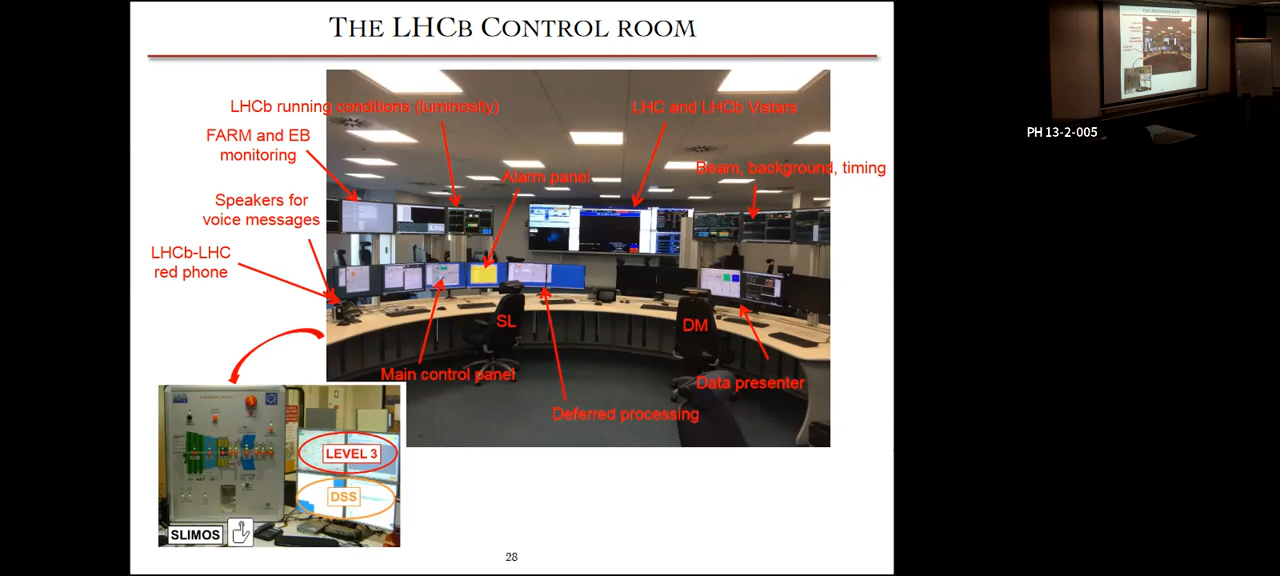 THE LHCB CONTROL ROOM
LHCb running conditions (luminosity)
LHC and LHCb Vistars
FARM and EB
monitoring
Beam, background, timing
Alarm panel
Speakers for
voice messages
LHCb-LHC
red phone
SL
DM
Main control panel
Data presenter
Deferred processing
LEVEL 3
DSS
SLIMOS
28
PH 13-2-005